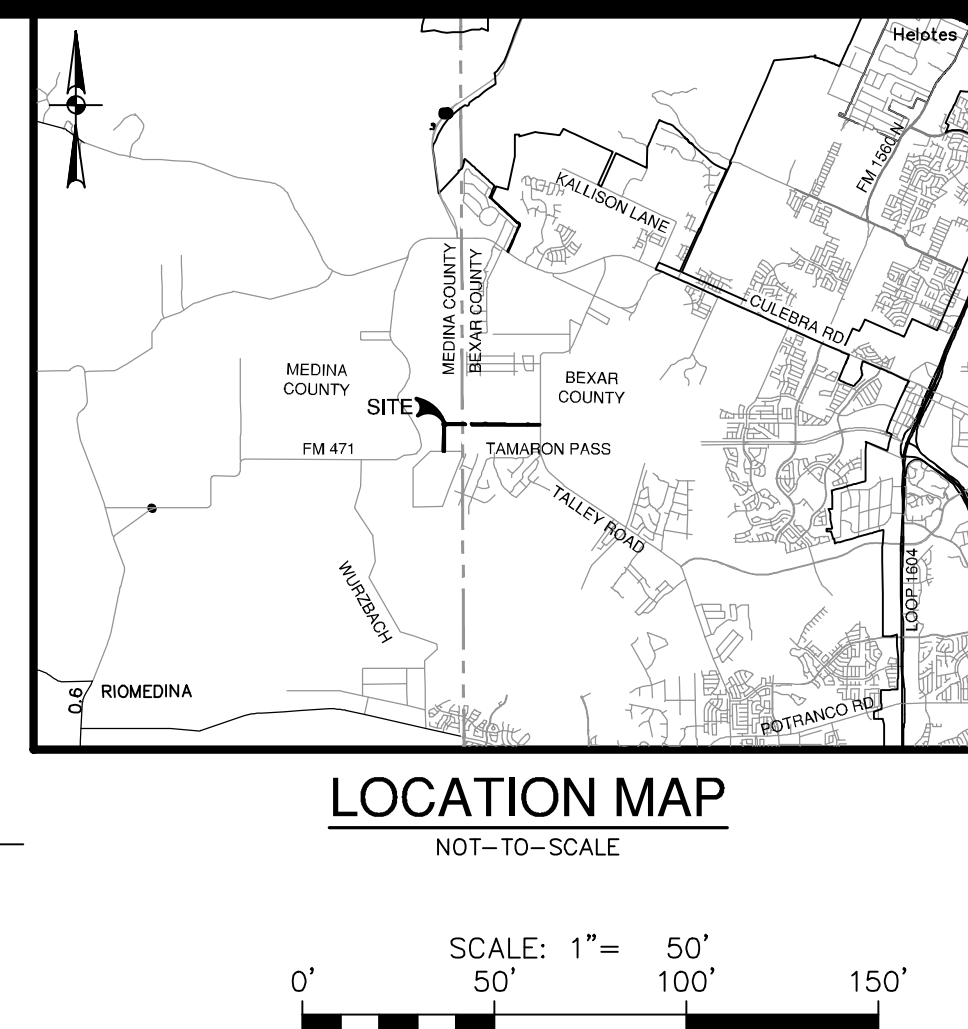 Helotes
FM 1560 N
KALLISON LANE
MEDINA COUNTY
BEXAR COUNTY
CULEBRA RD
MEDINA
COUNTY
BEXAR
COUNTY
SITE
FM 471
TAMARON PASS
TALLEY ROAD
WURZBACH
LOOP 1604
0.6
RIOMEDINA
POTRANCO RD
LOCATION MAP
NOT-TO-SCALE
SCALE: 1"= 50'
0' 50' 100' 150'